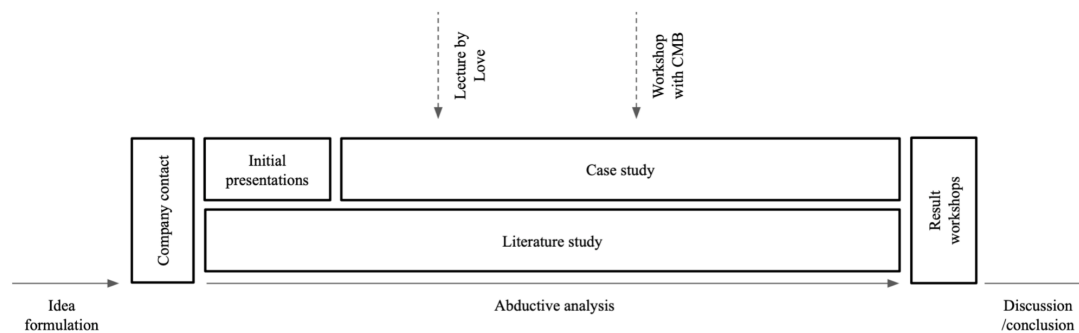 Lecture by
Love
Workshop
with CMB
Company contact
Initial
presentations
Case study
Literature study
Result
workshops
Idea
formulation
Abductive analysis
Discussion
/conclusion